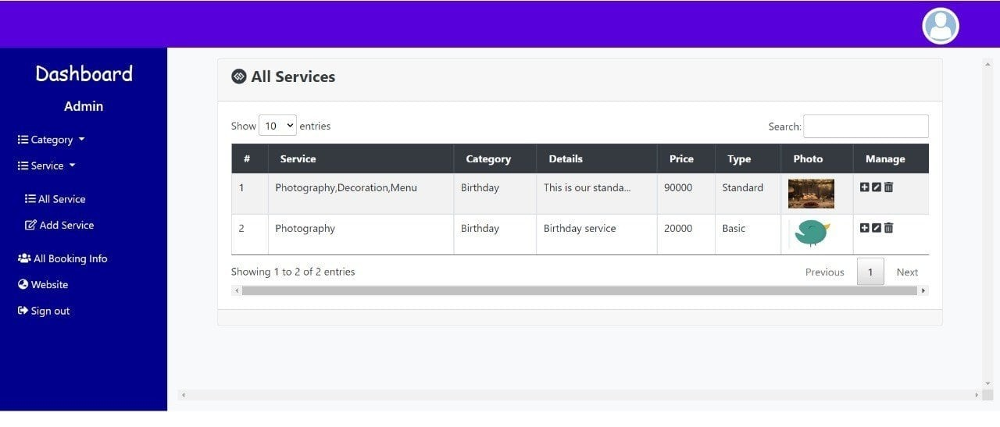 Dashboard
Admin
Category
Service
All Service
Add Service
All Booking Info
Website
Sign out
All Services
Show 10 entries
Search:
# Service Category Details Price Type Photo Manage
1 Photography,Decoration,Menu Birthday This is our standa... 90000 Standard
2 Photography Birthday Birthday service 20000 Basic
Showing 1 to 2 of 2 entries
Previous 1 Next